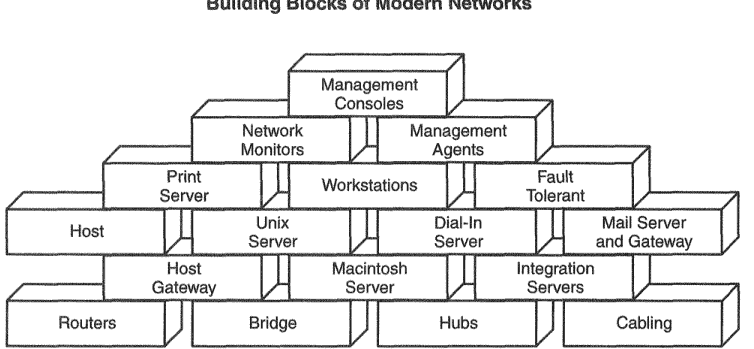 Building Blocks of Modern Networks
Management
Consoles
Network
Monitors
Management
Agents
Print
Server
Workstations
Fault
Tolerant
Host
Unix
Server
Dial-In
Server
Mail Server
and Gateway
Host
Gateway
Macintosh
Server
Integration
Servers
Routers
Bridge
Hubs
Cabling